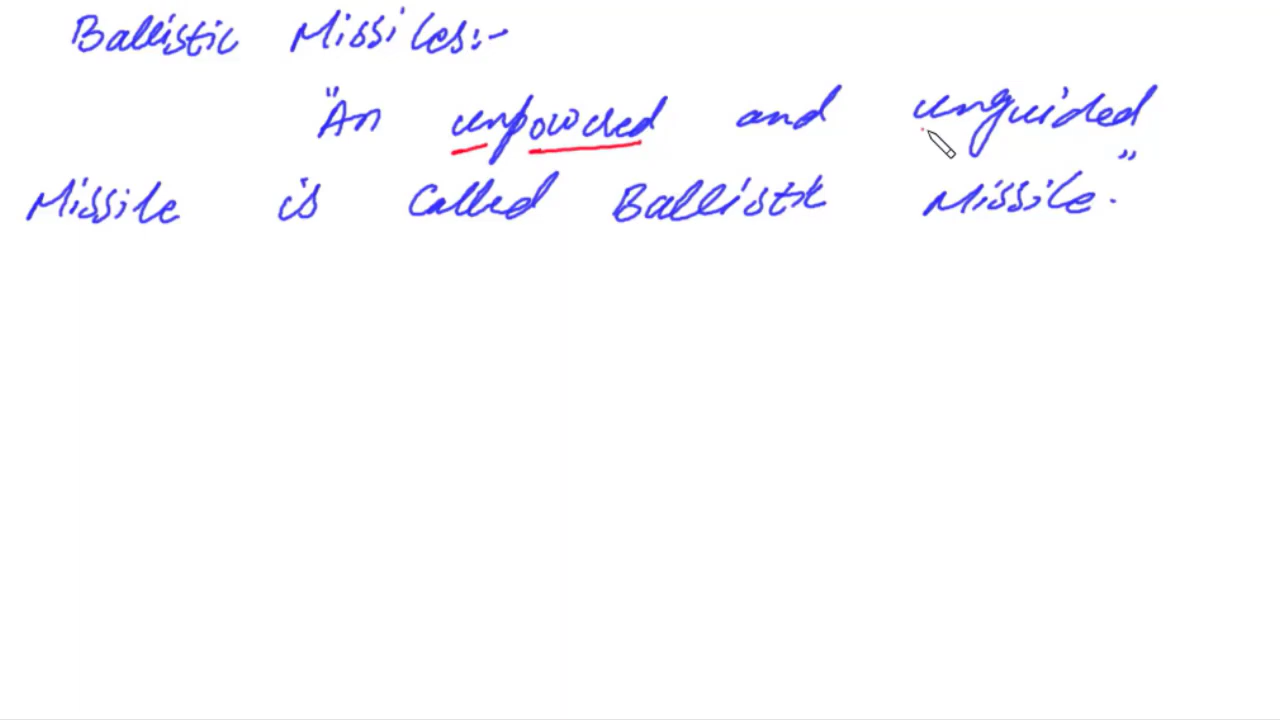 Ballistic Missiles:-
"An unpowered and unguided
Missile is Called Ballistic Missile."